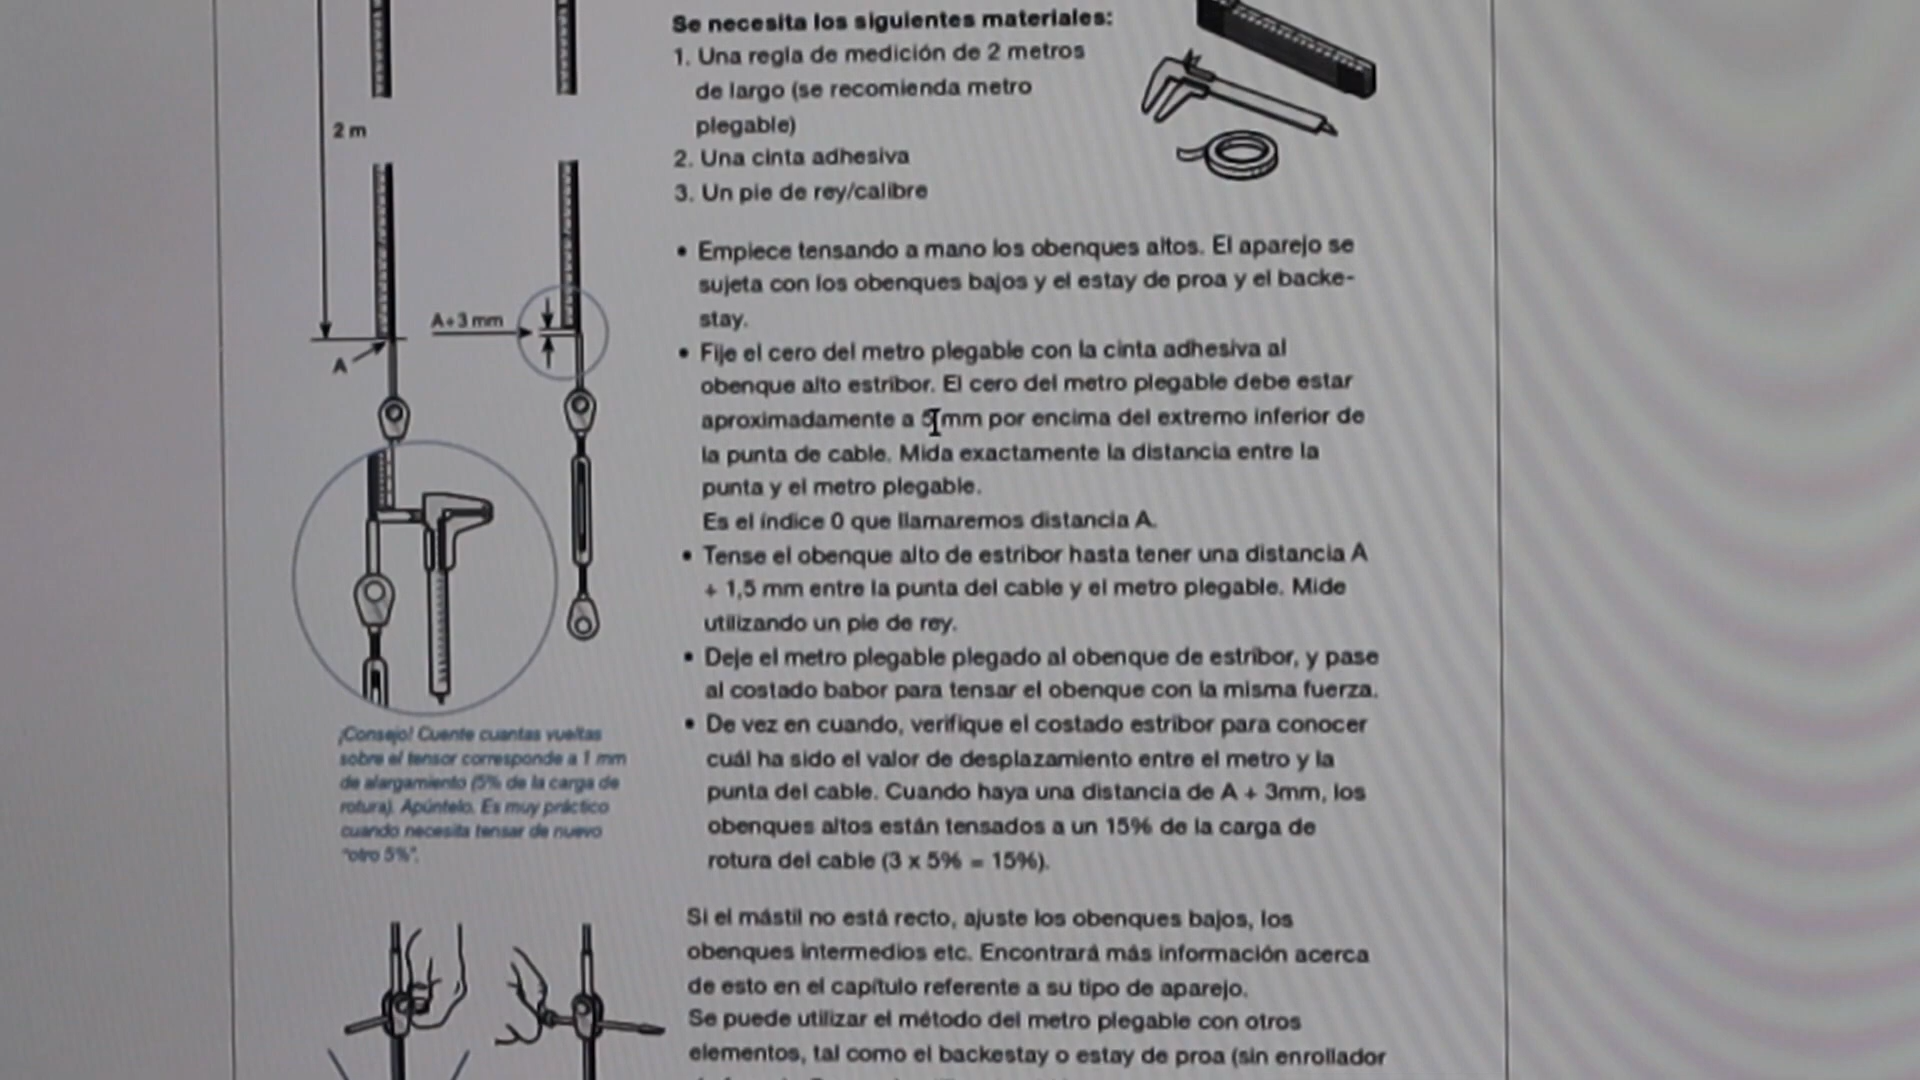 Se necesita los siguientes materiales:
1. Una regla de medición de 2 metros
de largo (se recomienda metro
plegable)
2. Una cinta adhesiva
3. Un pie de rey/calibre
2 m
A+3 mm
A
• Empiece tensando a mano los obenques altos. El aparejo se
sujeta con los obenques bajos y el estay de proa y el backe-
stay.
• Fije el cero del metro plegable con la cinta adhesiva al
obenque alto estribor. El cero del metro plegable debe estar
aproximadamente a 5 mm por encima del extremo inferior de
la punta de cable. Mida exactamente la distancia entre la
punta y el metro plegable.
Es el índice 0 que llamaremos distancia A.
• Tense el obenque alto de estribor hasta tener una distancia A
+ 1,5 mm entre la punta del cable y el metro plegable. Mide
utilizando un pie de rey.
• Deje el metro plegable plegado al obenque de estribor, y pase
al costado babor para tensar el obenque con la misma fuerza.
• De vez en cuando, verifique el costado estribor para conocer
cuál ha sido el valor de desplazamiento entre el metro y la
punta del cable. Cuando haya una distancia de A + 3mm, los
obenques altos están tensados a un 15% de la carga de
rotura del cable (3 x 5% = 15%).
¡Consejo! Cuente cuantas vueltas
sobre el tensor corresponde a 1 mm
de alargamiento (5% de la carga de
rotura). Apúntelo. Es muy práctico
cuando necesita tensar de nuevo
"otro 5%".
Si el mástil no está recto, ajuste los obenques bajos, los
obenques intermedios etc. Encontrará más información acerca
de esto en el capítulo referente a su tipo de aparejo.
Se puede utilizar el método del metro plegable con otros
elementos, tal como el backestay o estay de proa (sin enrollador